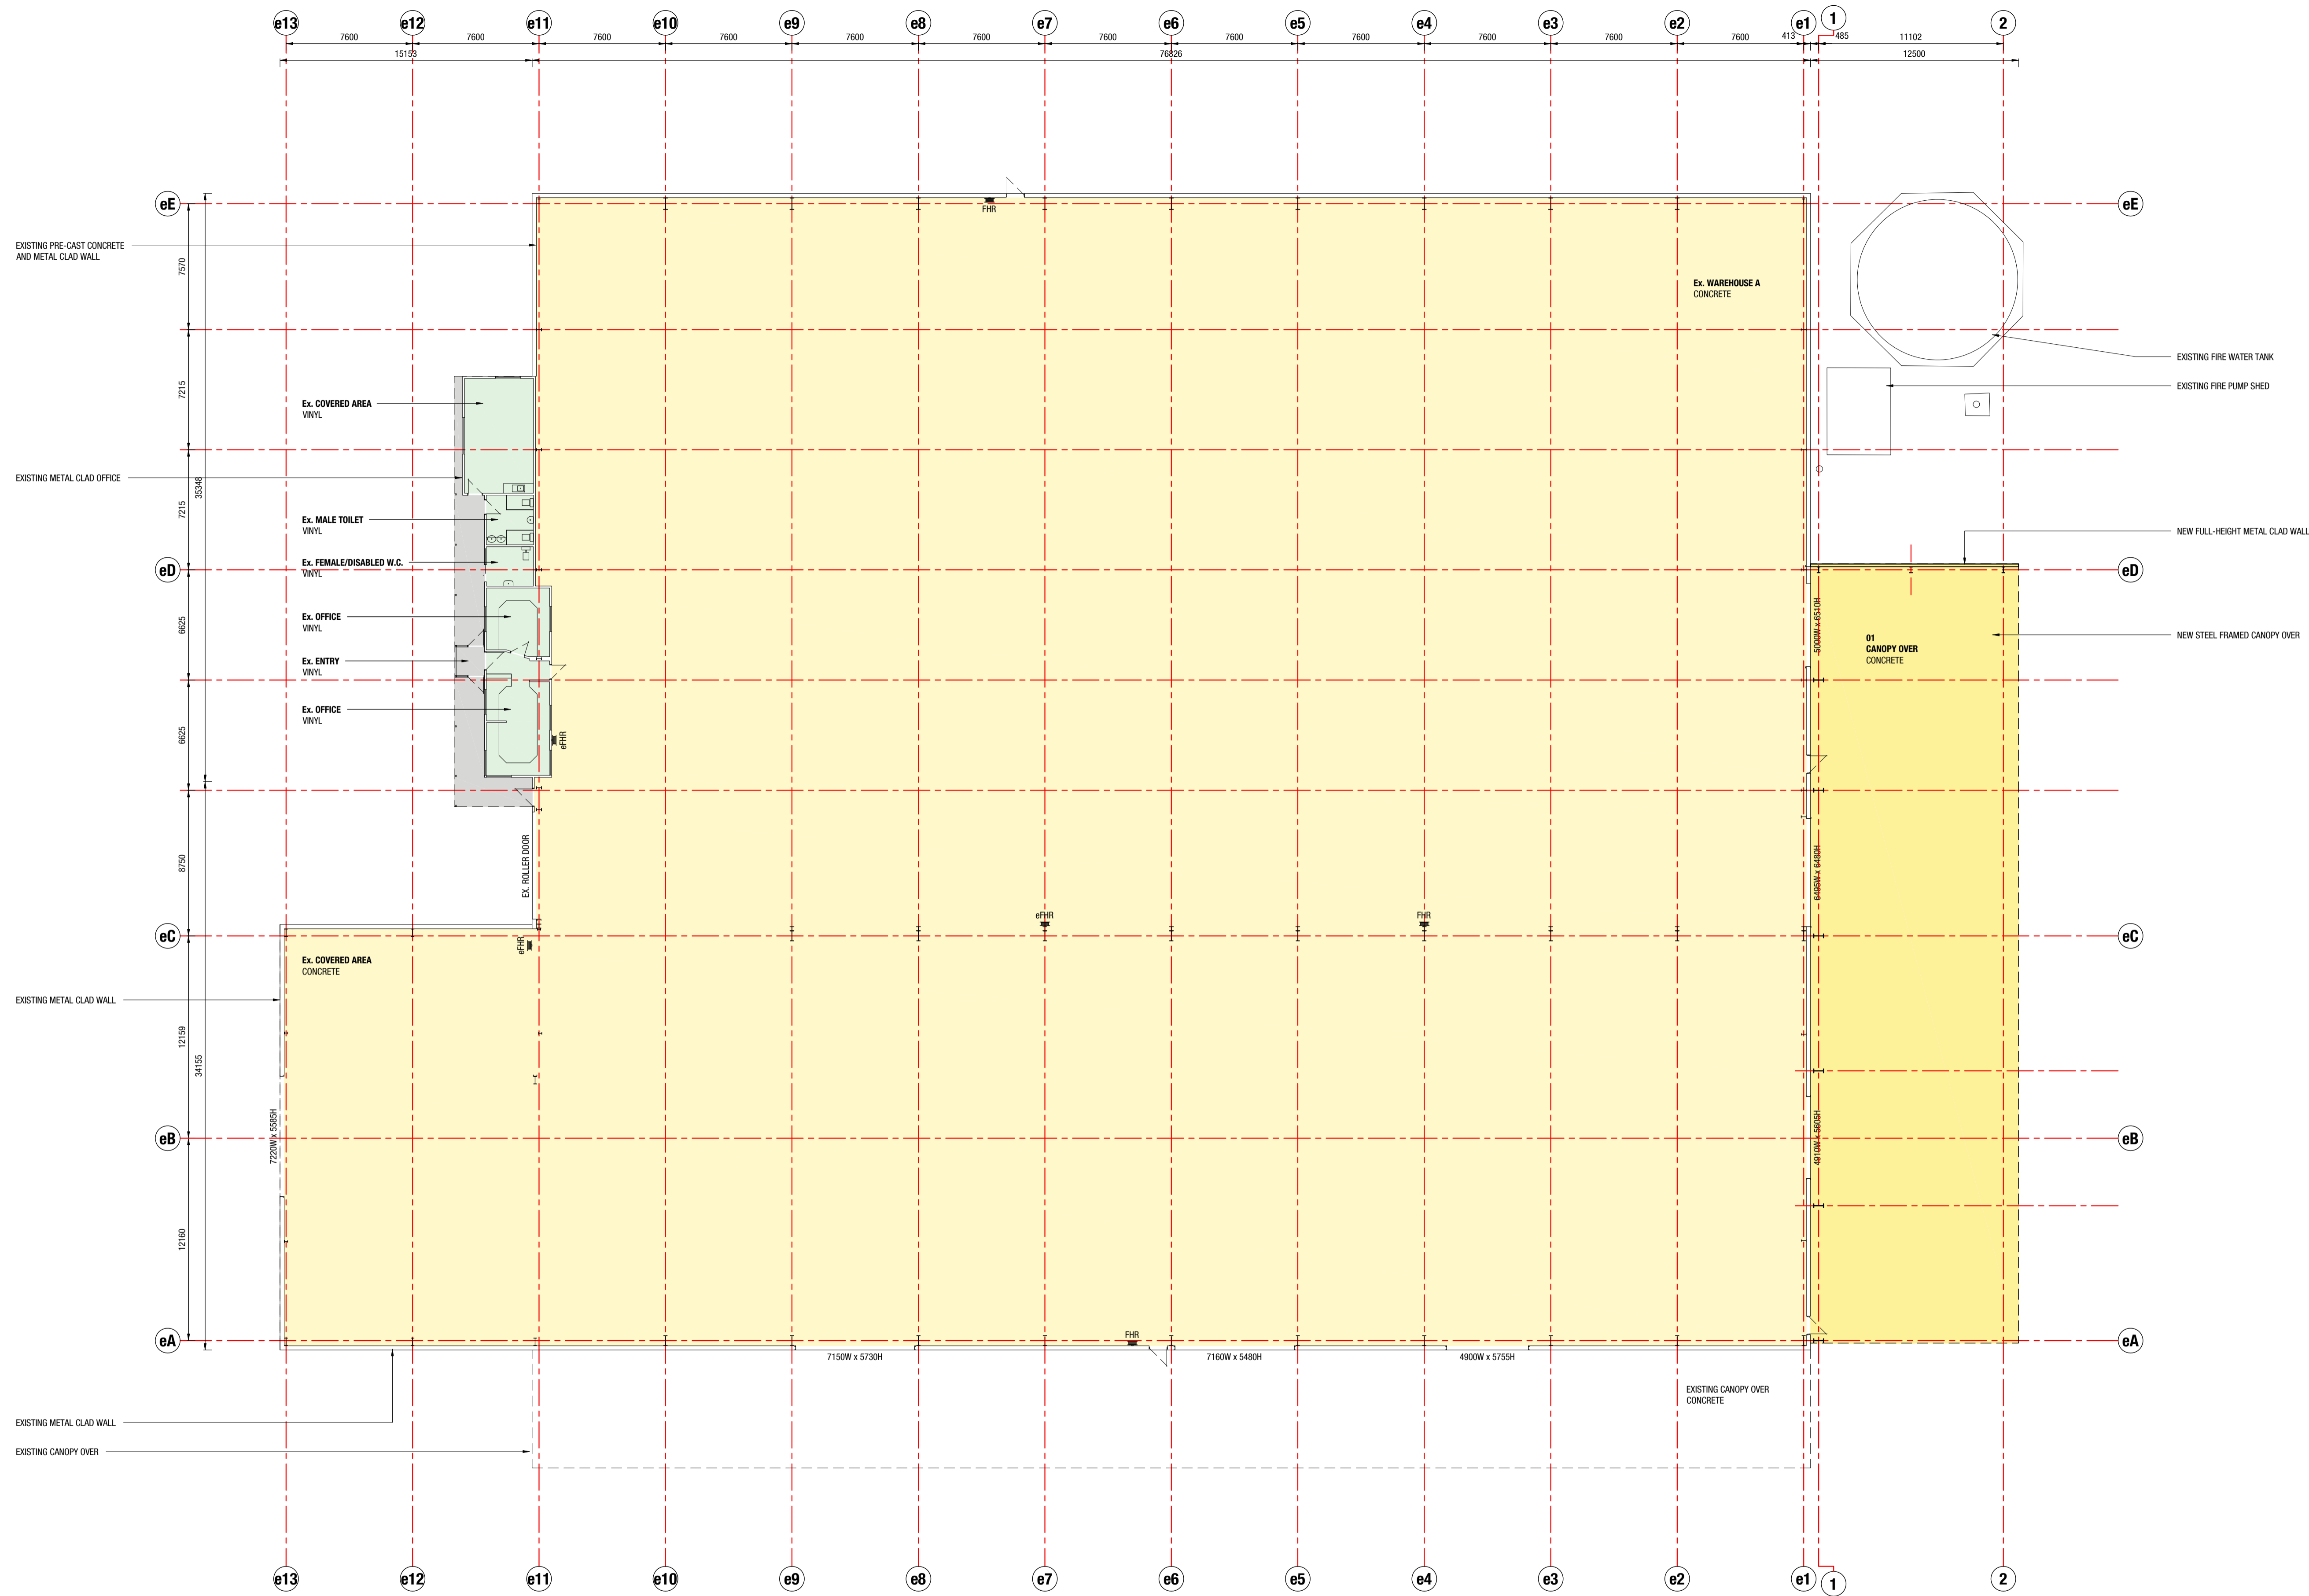 e13
e12
e11
e10
e9
e8
e7
e6
e5
e4
e3
e2
e1
1
2
7600
7600
7600
7600
7600
7600
7600
7600
7600
7600
7600
7600
413
485
11102
15153
76826
12500
eE
FHR
eE
EXISTING PRE-CAST CONCRETE
AND METAL CLAD WALL
7570
Ex. WAREHOUSE A
CONCRETE
EXISTING FIRE WATER TANK
EXISTING FIRE PUMP SHED
7215
Ex. COVERED AREA
VINYL
EXISTING METAL CLAD OFFICE
35348
7215
Ex. MALE TOILET
VINYL
NEW FULL-HEIGHT METAL CLAD WALL
Ex. FEMALE/DISABLED W.C.
VINYL
eD
eD
6625
Ex. OFFICE
VINYL
5000W x 6510H
01
CANOPY OVER
CONCRETE
NEW STEEL FRAMED CANOPY OVER
Ex. ENTRY
VINYL
Ex. OFFICE
VINYL
6625
eFHR
8750
EX. ROLLER DOOR
6495W x 6480H
eFHR
FHR
eC
eFHR
eC
Ex. COVERED AREA
CONCRETE
EXISTING METAL CLAD WALL
12159
34155
7220W x 5585H
4910W x 5605H
eB
eB
12160
eA
FHR
eA
7150W x 5730H
7160W x 5480H
4900W x 5755H
EXISTING CANOPY OVER
CONCRETE
EXISTING METAL CLAD WALL
EXISTING CANOPY OVER
e13
e12
e11
e10
e9
e8
e7
e6
e5
e4
e3
e2
e1
1
2